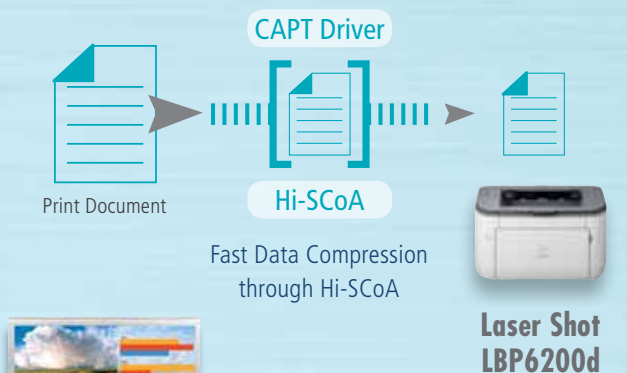 CAPT Driver
Print Document
Hi-SCoA
Fast Data Compression
through Hi-SCoA
Laser Shot
LBP6200d